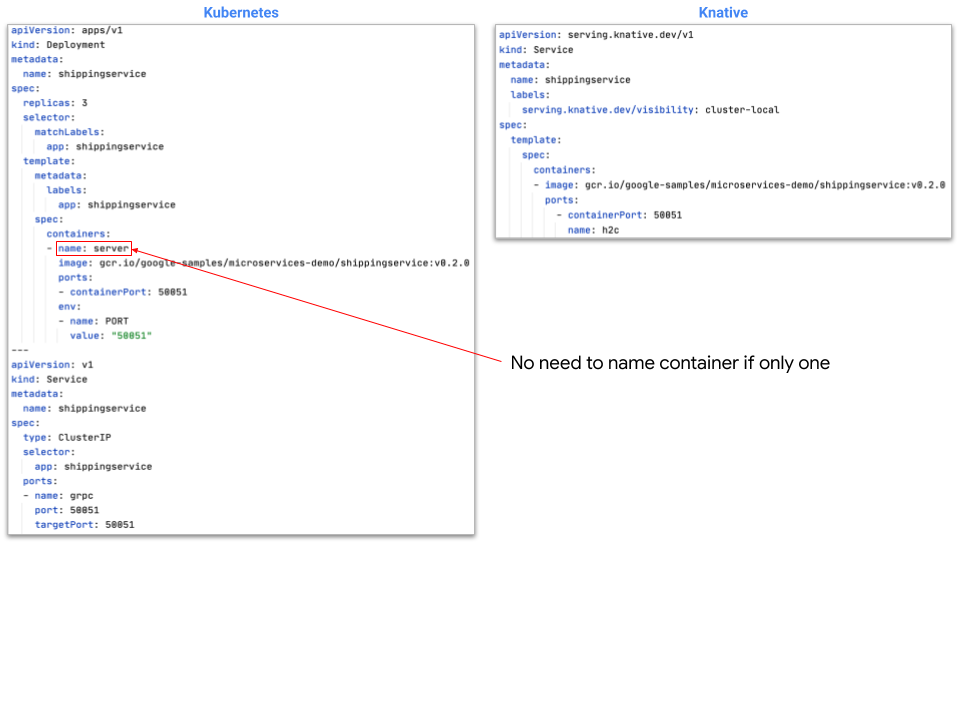 Kubernetes
apiVersion: apps/v1
kind: Deployment
metadata:
  name: shippingservice
spec:
  replicas: 3
  selector:
    matchLabels:
      app: shippingservice
  template:
    metadata:
      labels:
        app: shippingservice
    spec:
      containers:
      - name: server
        image: gcr.io/google-samples/microservices-demo/shippingservice:v0.2.0
        ports:
        - containerPort: 50051
        env:
        - name: PORT
          value: "50051"
---
apiVersion: v1
kind: Service
metadata:
  name: shippingservice
spec:
  type: ClusterIP
  selector:
    app: shippingservice
  ports:
  - name: grpc
    port: 50051
    targetPort: 50051
Knative
apiVersion: serving.knative.dev/v1
kind: Service
metadata:
  name: shippingservice
  labels:
    serving.knative.dev/visibility: cluster-local
spec:
  template:
    spec:
      containers:
      - image: gcr.io/google-samples/microservices-demo/shippingservice:v0.2.0
        ports:
          - containerPort: 50051
            name: h2c
No need to name container if only one